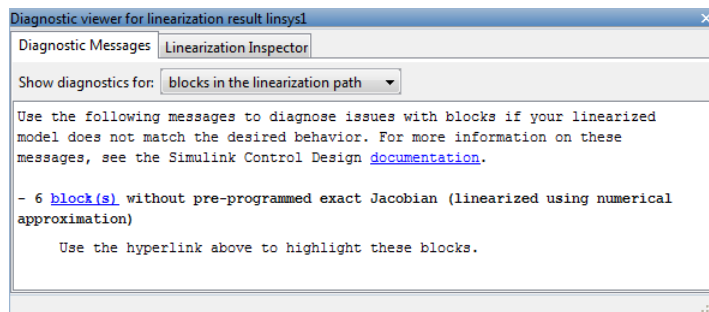 Diagnostic viewer for linearization result linsys1
Diagnostic Messages Linearization Inspector
Show diagnostics for: blocks in the linearization path
Use the following messages to diagnose issues with blocks if your linearized
model does not match the desired behavior. For more information on these
messages, see the Simulink Control Design documentation.
- 6 block(s) without pre-programmed exact Jacobian (linearized using numerical
approximation)
Use the hyperlink above to highlight these blocks.